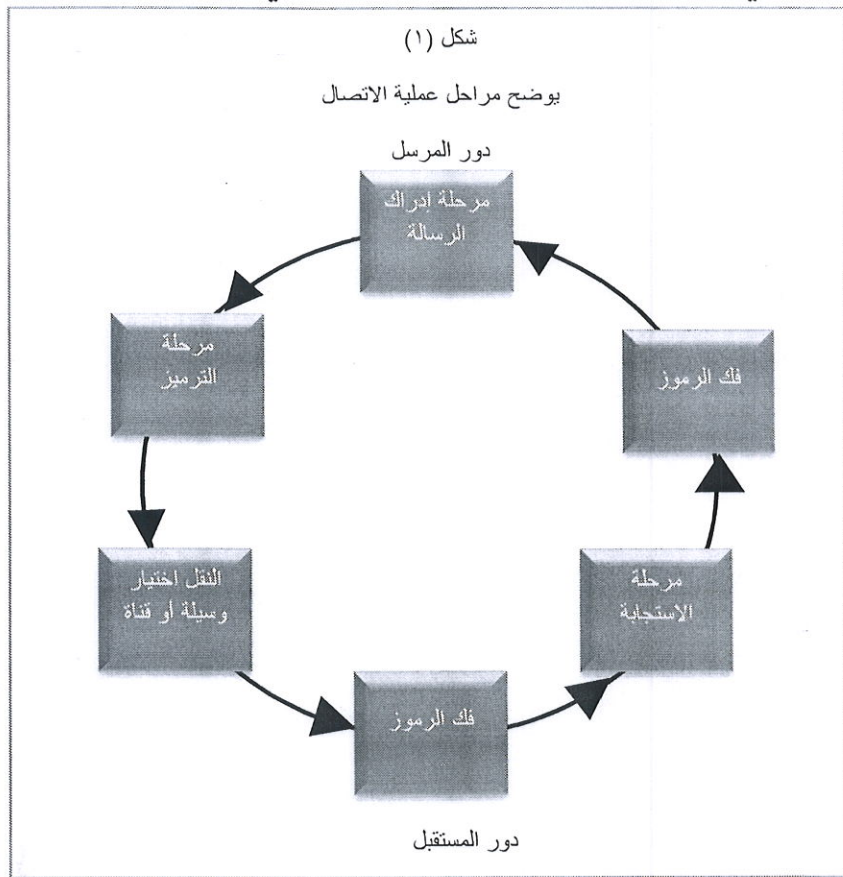 شكل (١)
يوضح مراحل عملية الاتصال
دور المرسل
مرحلة إدراك
الرسالة
مرحلة
الترميز
النقل اختيار
وسيلة أو قناة
فك الرموز
مرحلة
الاستجابة
فك الرموز
دور المستقبل